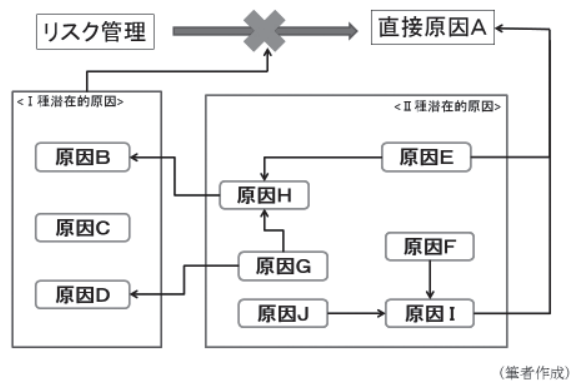 リスク管理
直接原因A
<Ⅰ種潜在的原因>
<Ⅱ種潜在的原因>
原因B
原因E
原因H
原因C
原因F
原因G
原因D
原因J
原因Ⅰ
(筆者作成)